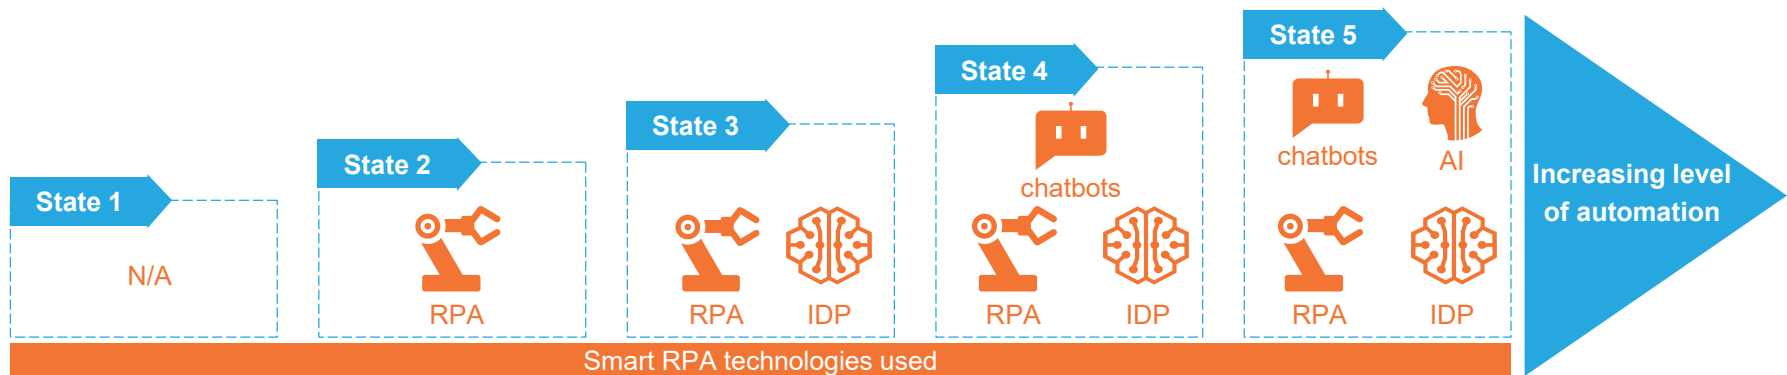 State 1
N/A
State 2
RPA
State 3
RPA
IDP
State 4
chatbots
RPA
IDP
State 5
chatbots
AI
RPA
IDP
Increasing level
of automation
Smart RPA technologies used